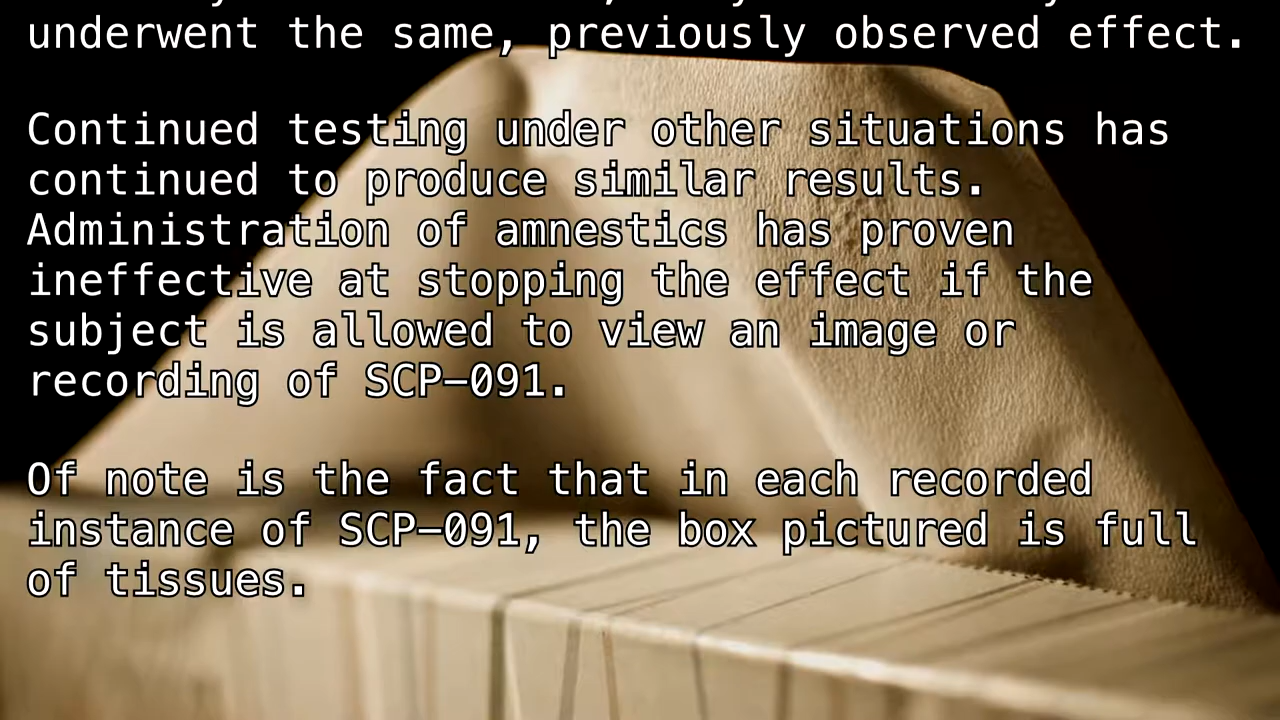 underwent the same, previously observed effect.
Continued testing under other situations has
continued to produce similar results.
Administration of amnestics has proven
ineffective at stopping the effect if the
subject is allowed to view an image or
recording of SCP-091.
Of note is the fact that in each recorded
instance of SCP-091, the box pictured is full
of tissues.